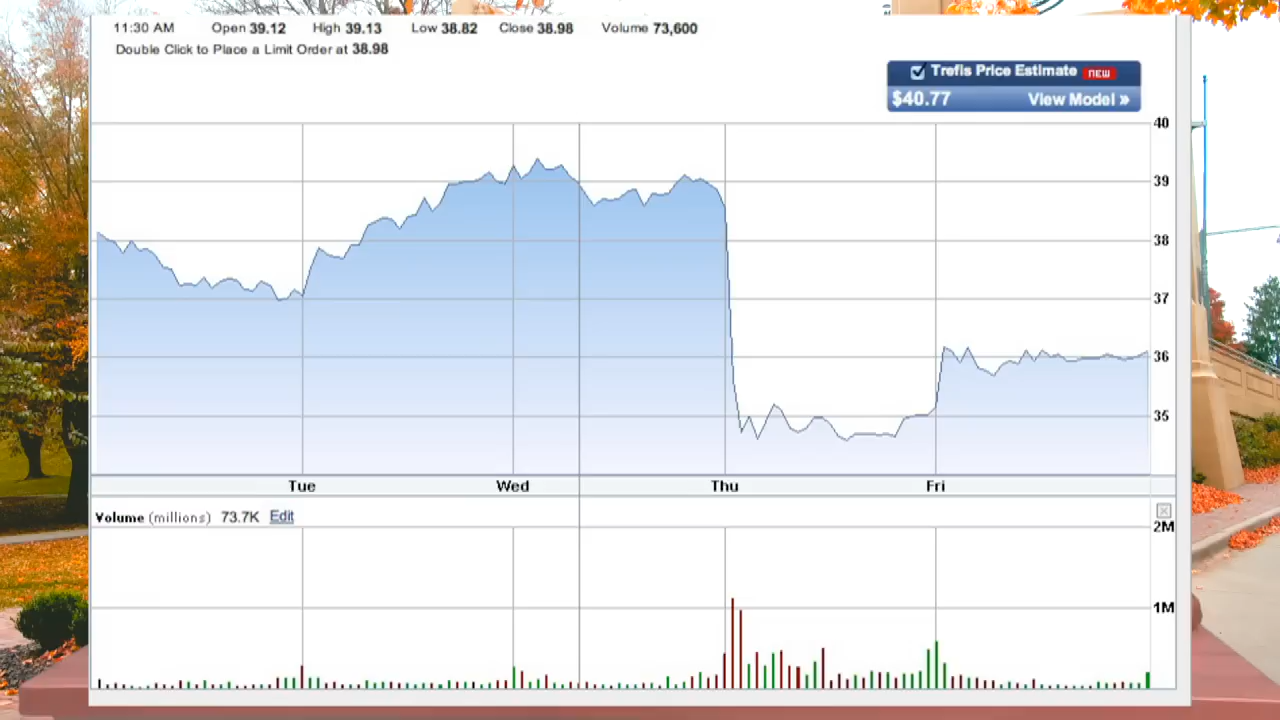 11:30 AM Open 39.12 High 39.13 Low 38.82 Close 38.98 Volume 73,600
Double Click to Place a Limit Order at 38.98
Trefis Price Estimate NEW
$40.77 View Model »
40
39
38
37
36
35
Tue Wed Thu Fri
Volume (millions) 73.7K Edit
2M
1M